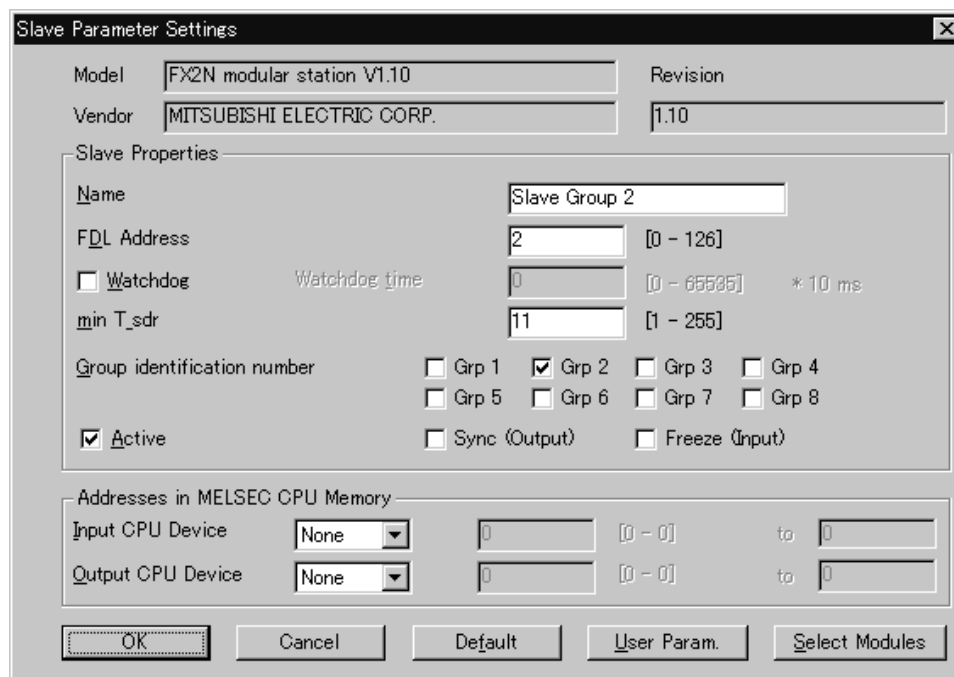 Slave Parameter Settings
Model FX2N modular station V1.10 Revision
Vendor MITSUBISHI ELECTRIC CORP. 1.10
Slave Properties
Name Slave Group 2
FDL Address 2 [0 - 126]
Watchdog Watchdog time 0 [0 - 65535] * 10 ms
min T_sdr 11 [1 - 255]
Group identification number Grp 1 Grp 2 Grp 3 Grp 4
Grp 5 Grp 6 Grp 7 Grp 8
Active Sync (Output) Freeze (Input)
Addresses in MELSEC CPU Memory
Input CPU Device None 0 [0 - 0] to 0
Output CPU Device None 0 [0 - 0] to 0
OK Cancel Default User Param. Select Modules